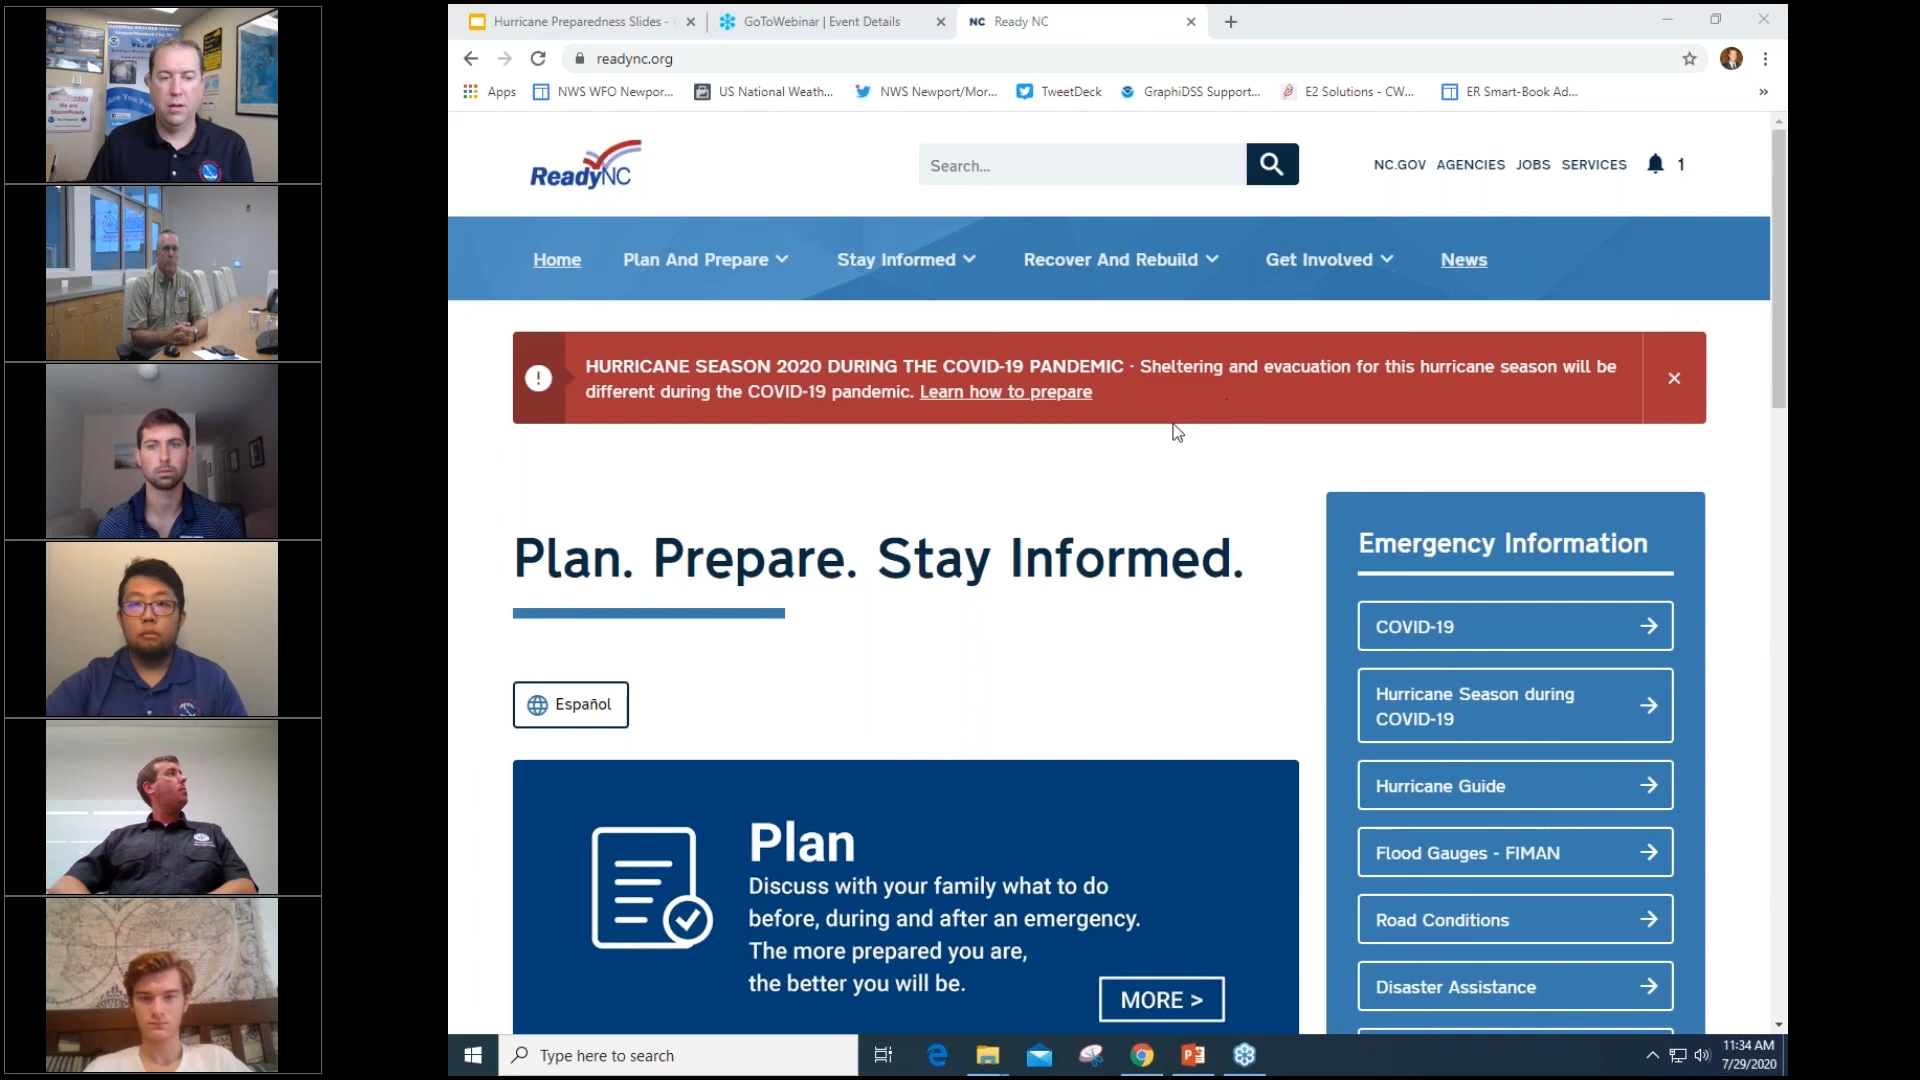 Hurricane Preparedness Slides -
GoToWebinar | Event Details
NC Ready NC
readync.org
Apps
NWS WFO Newpor...
US National Weath...
NWS Newport/Mor...
TweetDeck
GraphiDSS Support...
E2 Solutions - CW...
ER Smart-Book Ad...
»
ReadyNC
Search...
NC.GOV AGENCIES JOBS SERVICES 1
Home
Plan And Prepare
Stay Informed
Recover And Rebuild
Get Involved
News
HURRICANE SEASON 2020 DURING THE COVID-19 PANDEMIC - Sheltering and evacuation for this hurricane season will be
different during the COVID-19 pandemic. Learn how to prepare
Plan. Prepare. Stay Informed.
Español
Plan
Discuss with your family what to do
before, during and after an emergency.
The more prepared you are,
the better you will be.
MORE >
Emergency Information
COVID-19
Hurricane Season during
COVID-19
Hurricane Guide
Flood Gauges - FIMAN
Road Conditions
Disaster Assistance
Type here to search
11:34 AM
7/29/2020